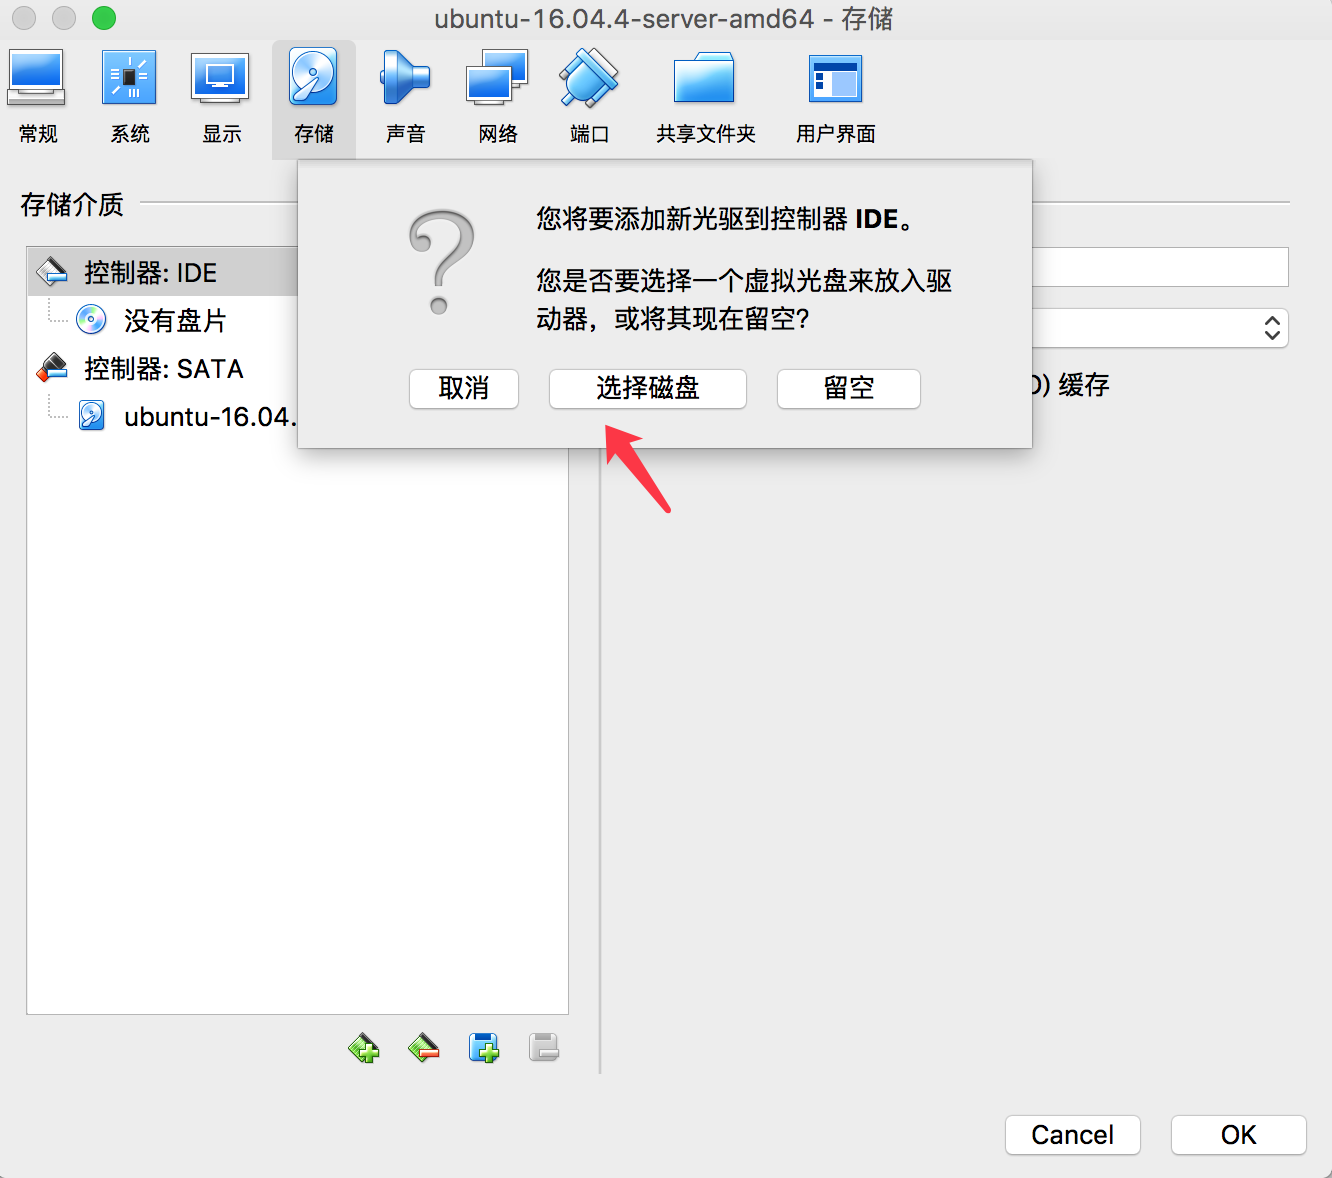 ubuntu-16.04.4-server-amd64 - 存储
常规
系统
显示
存储
声音
网络
端口
共享文件夹
用户界面
存储介质
您将要添加新光驱到控制器 IDE。
您是否要选择一个虚拟光盘来放入驱
动器，或将其现在留空?
取消
选择磁盘
留空
控制器: IDE
没有盘片
控制器: SATA
ubuntu-16.04.
O) 缓存
Cancel
OK